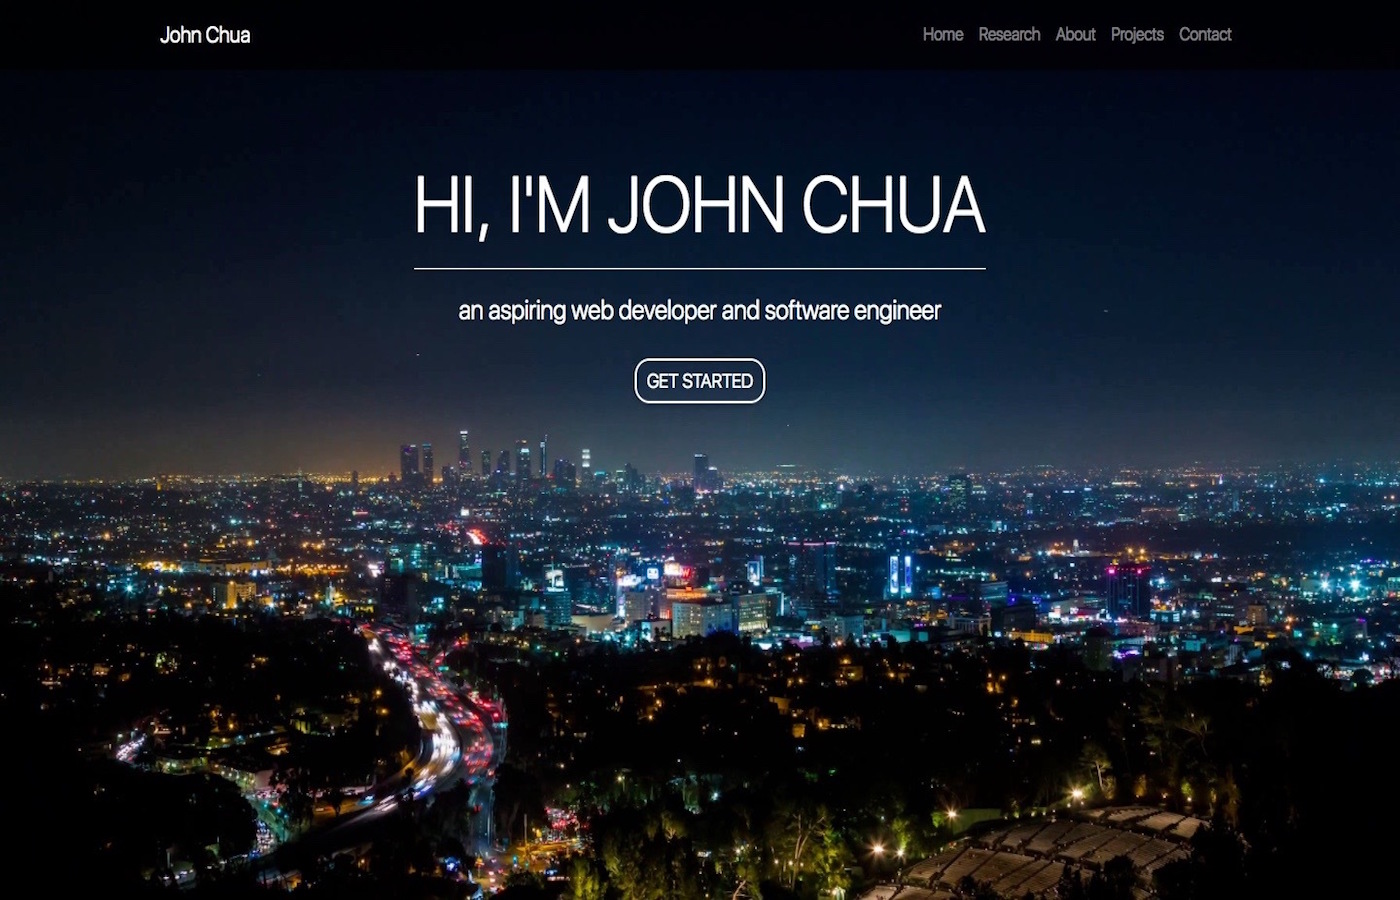 John Chua
Home Research About Projects Contact
HI, I'M JOHN CHUA
an aspiring web developer and software engineer
GET STARTED